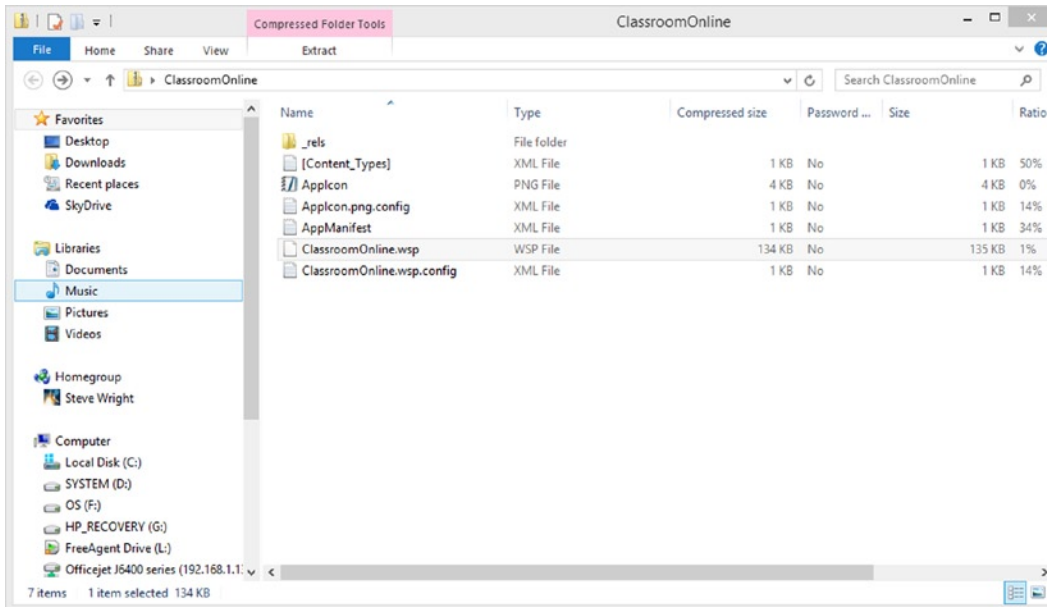 Compressed Folder Tools
ClassroomOnline
File Home Share View Extract
ClassroomOnline
Search ClassroomOnline
Name Type Compressed size Password ... Size Ratio
_rels File folder
[Content_Types] XML File 1 KB No 1 KB 50%
AppIcon PNG File 4 KB No 4 KB 0%
AppIcon.png.config XML File 1 KB No 1 KB 14%
AppManifest XML File 1 KB No 1 KB 34%
ClassroomOnline.wsp WSP File 134 KB No 135 KB 1%
ClassroomOnline.wsp.config XML File 1 KB No 1 KB 14%
Favorites
Desktop
Downloads
Recent places
SkyDrive
Libraries
Documents
Music
Pictures
Videos
Homegroup
Steve Wright
Computer
Local Disk (C:)
SYSTEM (D:)
OS (F:)
HP_RECOVERY (G:)
FreeAgent Drive (L:)
Officejet J6400 series (192.168.1.1
7 items 1 item selected 134 KB